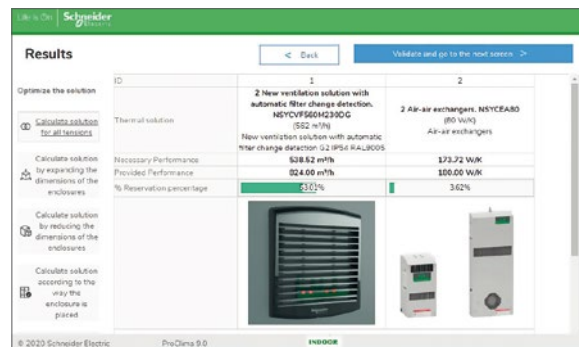 Life Is On Schneider Electric
Results
< Back
Validate and go to the next screen >
Optimize the solution
Calculate solution
for all tensions
Calculate solution
by expanding the
dimensions of the
enclosures
Calculate solution
by reducing the
dimensions of the
enclosures
Calculate solution
according to the
way the
enclosure is
placed
ID 1 2
Thermal solution
2 New ventilation solution with
automatic filter change detection.
NSYCVF560M230DG
(562 m³/h)
New ventilation solution with automatic
filter change detection G2 IP54 RAL9005
2 Air-air exchangers. NSYCEA80
(80 W/K)
Air-air exchangers
Necessary Performance 538.52 m³/h 173.72 W/K
Provided Performance 824.00 m³/h 180.00 W/K
% Reservation percentage 53.01% 3.62%
© 2020 Schneider Electric ProClima 9.0 INDOOR